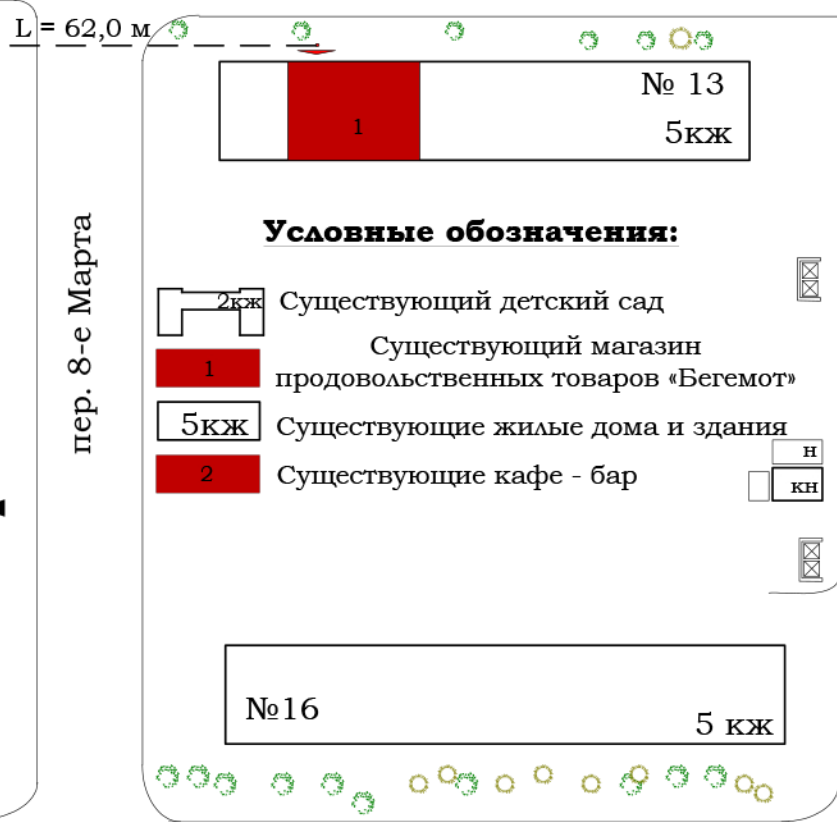 L = 62,0 м
№ 13
1
5кж
пер. 8-е Марта
Условные обозначения:
2кж
Существующий детский сад
Существующий магазин
1
продовольственных товаров «Бегемот»
5кж
Существующие жилые дома и здания
н
2
Существующие кафе - бар
кн
№16
5 кж